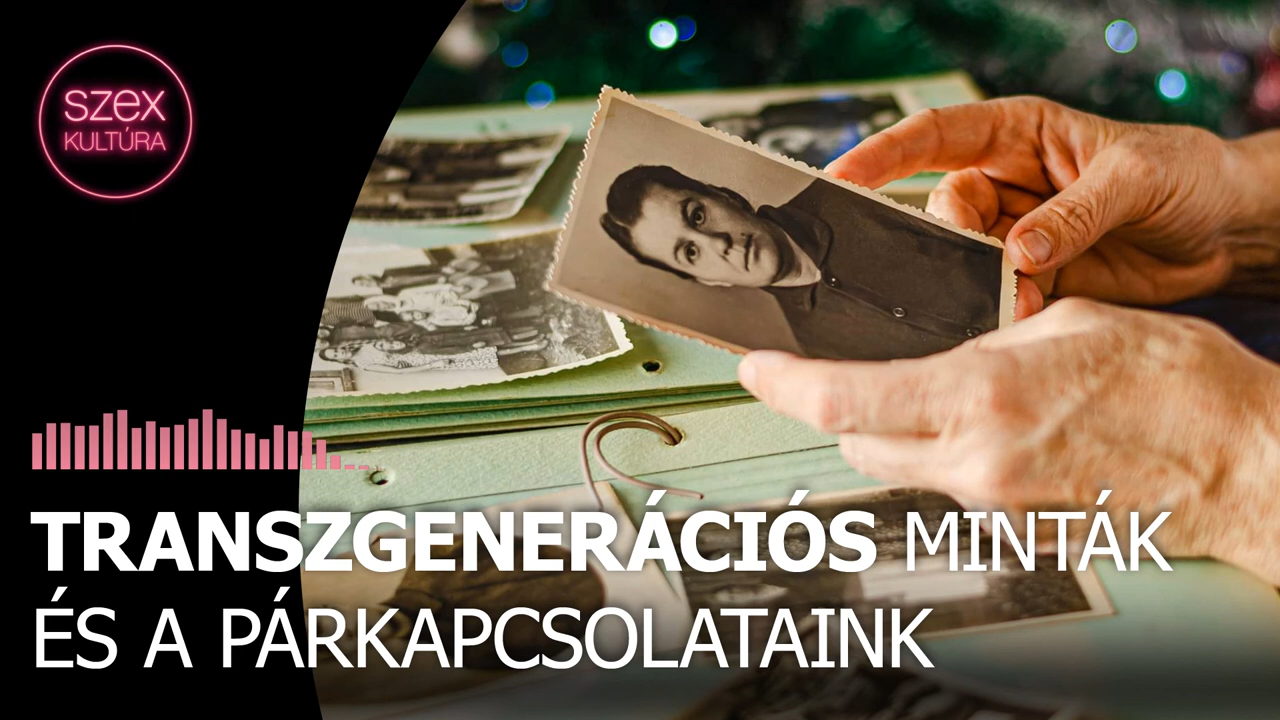 szex
KULTÚRA
TRANSZGENERÁCIÓS MINTÁK
ÉS A PÁRKAPCSOLATAINK